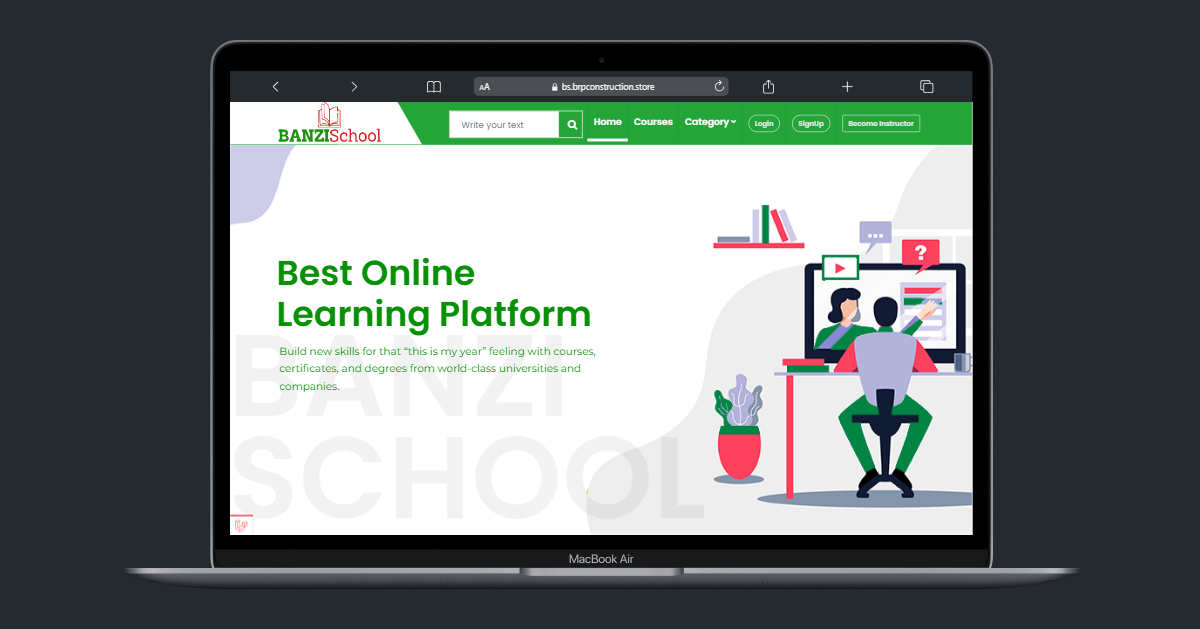 AA bs.brpconstruction.store
BANZISchool
Write your text
Home Courses Category Login SignUp Become Instructor
?
Best Online
Learning Platform
Build new skills for that “this is my year” feeling with courses,
certificates, and degrees from world-class universities and
companies.
BANZI
SCHOOL
MacBook Air